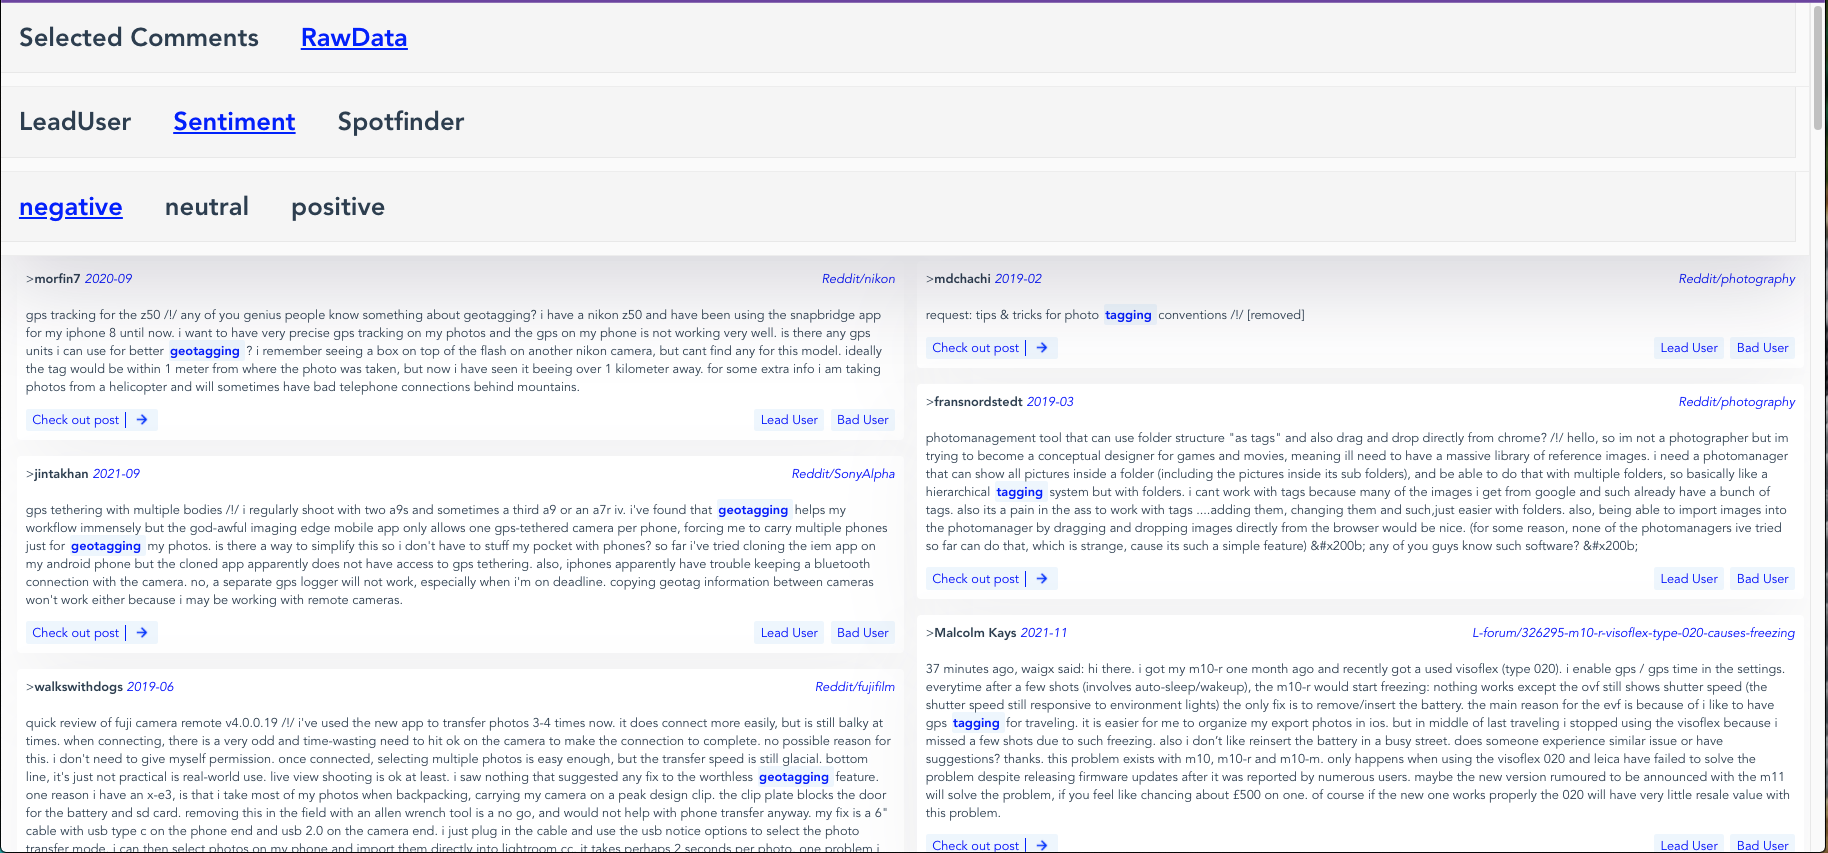 Selected Comments RawData
LeadUser Sentiment Spotfinder
negative neutral positive
>morfin7 2020-09 Reddit/nikon
gps tracking for the z50 /!/ any of you genius people know something about geotagging? i have a nikon z50 and have been using the snapbridge app
for my iphone 8 until now. i want to have very precise gps tracking on my photos and the gps on my phone is not working very well. is there any gps
units i can use for better geotagging ? i remember seeing a box on top of the flash on another nikon camera, but cant find any for this model. ideally
the tag would be within 1 meter from where the photo was taken, but now i have seen it beeing over 1 kilometer away. for some extra info i am taking
photos from a helicopter and will sometimes have bad telephone connections behind mountains.
Check out post | → Lead User Bad User
>jintakhan 2021-09 Reddit/SonyAlpha
gps tethering with multiple bodies /!/ i regularly shoot with two a9s and sometimes a third a9 or an a7r iv. i've found that geotagging helps my
workflow immensely but the god-awful imaging edge mobile app only allows one gps-tethered camera per phone, forcing me to carry multiple phones
just for geotagging my photos. is there a way to simplify this so i don't have to stuff my pocket with phones? so far i've tried cloning the iem app on
my android phone but the cloned app apparently does not have access to gps tethering. also, iphones apparently have trouble keeping a bluetooth
connection with the camera. no, a separate gps logger will not work, especially when i'm on deadline. copying geotag information between cameras
won't work either because i may be working with remote cameras.
Check out post | → Lead User Bad User
>walkswithdogs 2019-06 Reddit/fujifilm
quick review of fuji camera remote v4.0.0.19 /!/ i've used the new app to transfer photos 3-4 times now. it does connect more easily, but is still balky at
times. when connecting, there is a very odd and time-wasting need to hit ok on the camera to make the connection to complete. no possible reason for
this. i don't need to give myself permission. once connected, selecting multiple photos is easy enough, but the transfer speed is still glacial. bottom
line, it's just not practical is real-world use. live view shooting is ok at least. i saw nothing that suggested any fix to the worthless geotagging feature.
one reason i have an x-e3, is that i take most of my photos when backpacking, carrying my camera on a peak design clip. the clip plate blocks the door
for the battery and sd card. removing this in the field with an allen wrench tool is a no go, and would not help with phone transfer anyway. my fix is a 6"
cable with usb type c on the phone end and usb 2.0 on the camera end. i just plug in the cable and use the usb notice options to select the photo
transfer mode. i can then select photos on my phone and import them directly into lightroom cc. it takes perhaps 2 seconds per photo. one problem i
>mdchachi 2019-02 Reddit/photography
request: tips & tricks for photo tagging conventions /!/ [removed]
Check out post | → Lead User Bad User
>fransnordstedt 2019-03 Reddit/photography
photomanagement tool that can use folder structure "as tags" and also drag and drop directly from chrome? /!/ hello, so im not a photographer but im
trying to become a conceptual designer for games and movies, meaning ill need to have a massive library of reference images. i need a photomanager
that can show all pictures inside a folder (including the pictures inside its sub folders), and be able to do that with multiple folders, so basically like a
hierarchical tagging system but with folders. i cant work with tags because many of the images i get from google and such already have a bunch of
tags. also its a pain in the ass to work with tags ....adding them, changing them and such,just easier with folders. also, being able to import images into
the photomanager by dragging and dropping images directly from the browser would be nice. (for some reason, none of the photomanagers ive tried
so far can do that, which is strange, cause its such a simple feature) &#x200b; any of you guys know such software? &#x200b;
Check out post | → Lead User Bad User
>Malcolm Kays 2021-11 L-forum/326295-m10-r-visoflex-type-020-causes-freezing
37 minutes ago, waigx said: hi there. i got my m10-r one month ago and recently got a used visoflex (type 020). i enable gps / gps time in the settings.
everytime after a few shots (involves auto-sleep/wakeup), the m10-r would start freezing: nothing works except the ovf still shows shutter speed (the
shutter speed still responsive to environment lights) the only fix is to remove/insert the battery. the main reason for the evf is because of i like to have
gps tagging for traveling. it is easier for me to organize my export photos in ios. but in middle of last traveling i stopped using the visoflex because i
missed a few shots due to such freezing. also i don't like reinsert the battery in a busy street. does someone experience similar issue or have
suggestions? thanks. this problem exists with m10, m10-r and m10-m. only happens when using the visoflex 020 and leica have failed to solve the
problem despite releasing firmware updates after it was reported by numerous users. maybe the new version rumoured to be announced with the m11
will solve the problem, if you feel like chancing about £500 on one. of course if the new one works properly the 020 will have very little resale value with
this problem.
Check out post | → Lead User Bad User